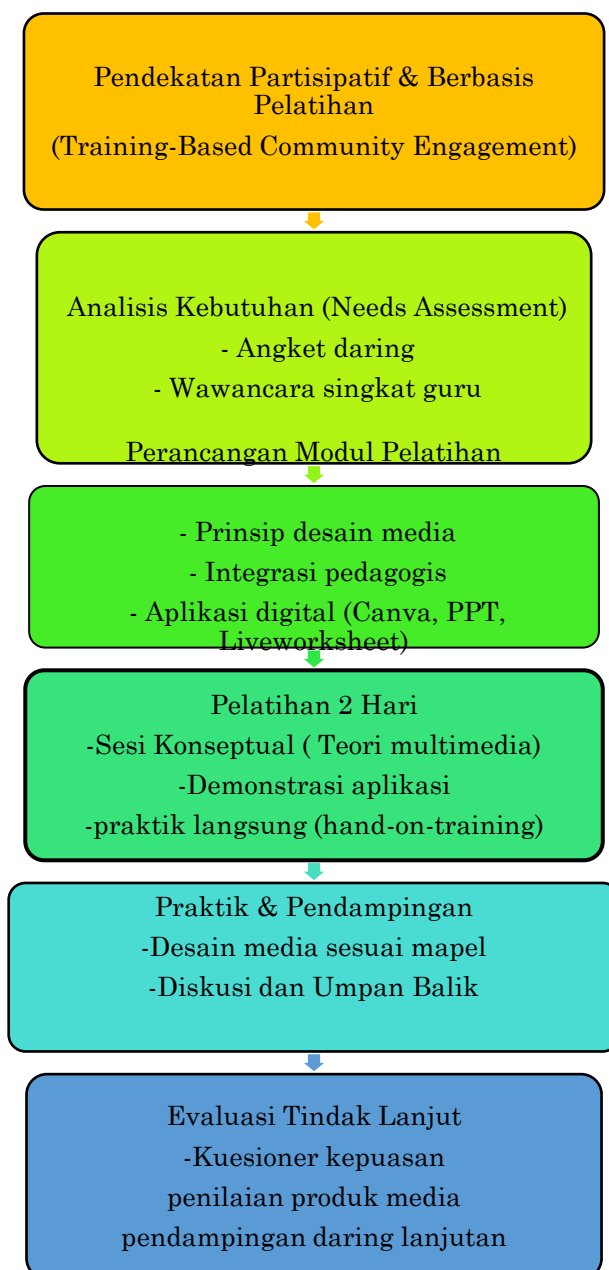 Pendekatan Partisipatif & Berbasis
Pelatihan
(Training-Based Community Engagement)
Analisis Kebutuhan (Needs Assessment)
- Angket daring
- Wawancara singkat guru
Perancangan Modul Pelatihan
- Prinsip desain media
- Integrasi pedagogis
- Aplikasi digital (Canva, PPT,
Liveworksheet)
Pelatihan 2 Hari
-Sesi Konseptual ( Teori multimedia)
-Demonstrasi aplikasi
-praktik langsung (hand-on-training)
Praktik & Pendampingan
-Desain media sesuai mapel
-Diskusi dan Umpan Balik
Evaluasi Tindak Lanjut
-Kuesioner kepuasan
penilaian produk media
pendampingan daring lanjutan